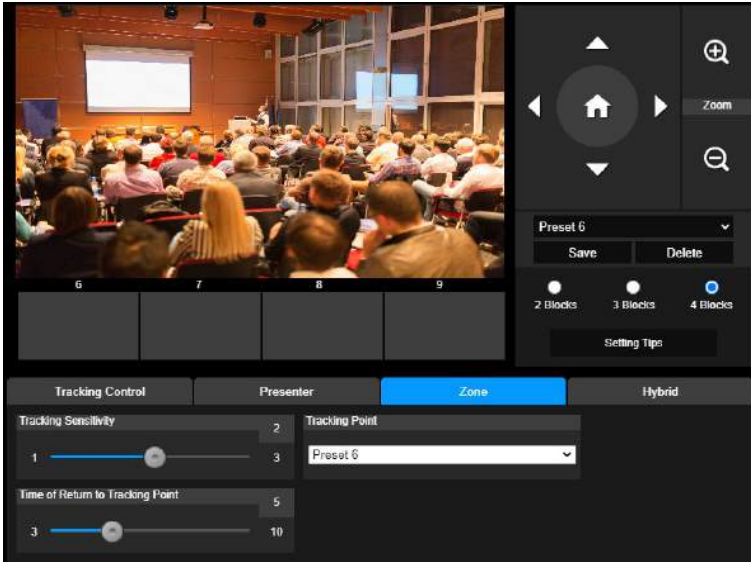 Zoom
Preset 6
Save Delete
6 7 8 9
2 Blocks 3 Blocks 4 Blocks
Setting Tips
Tracking Control Presenter Zone Hybrid
Tracking Sensitivity 2 Tracking Point
1 3 Preset 6
Time of Return to Tracking Point 5
3 10